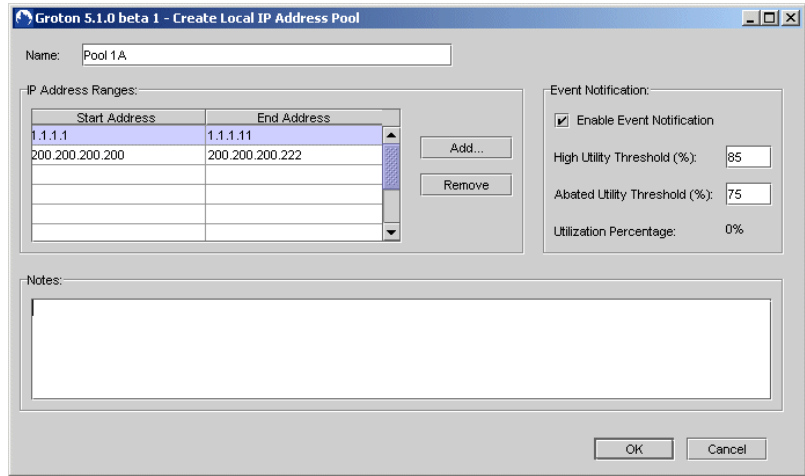 Groton 5.1.0 beta 1 - Create Local IP Address Pool
Name: Pool 1A
IP Address Ranges:
Start Address End Address
1.1.1.1 1.1.1.11
200.200.200.200 200.200.200.222
Add...
Remove
Event Notification:
Enable Event Notification
High Utility Threshold (%): 85
Abated Utility Threshold (%): 75
Utilization Percentage: 0%
Notes:
OK Cancel